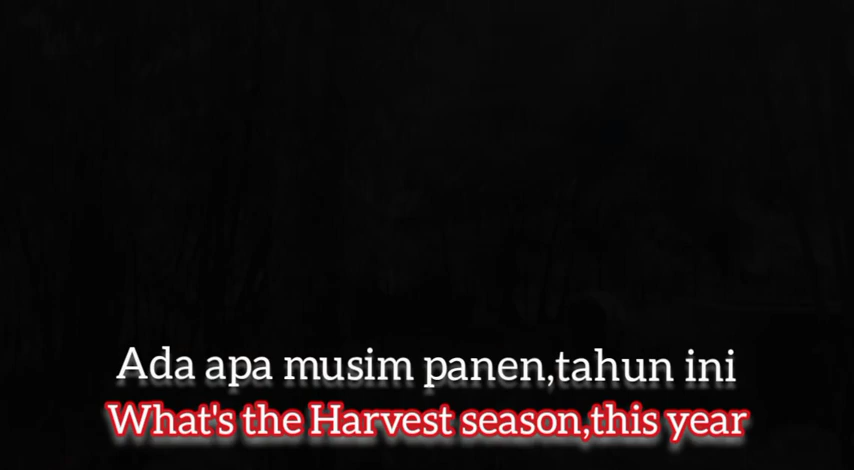 Ada apa musim panen,tahun ini
What's the Harvest season,this year